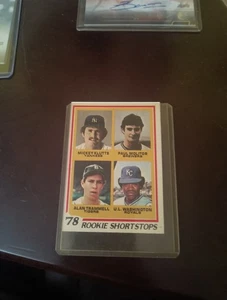 MICKEY KLUTTS PAUL MOLITOR
YANKEES BREWERS
ALAN TRAMMELL U.L. WASHINGTON
TIGERS ROYALS
'78 ROOKIE SHORTSTOPS